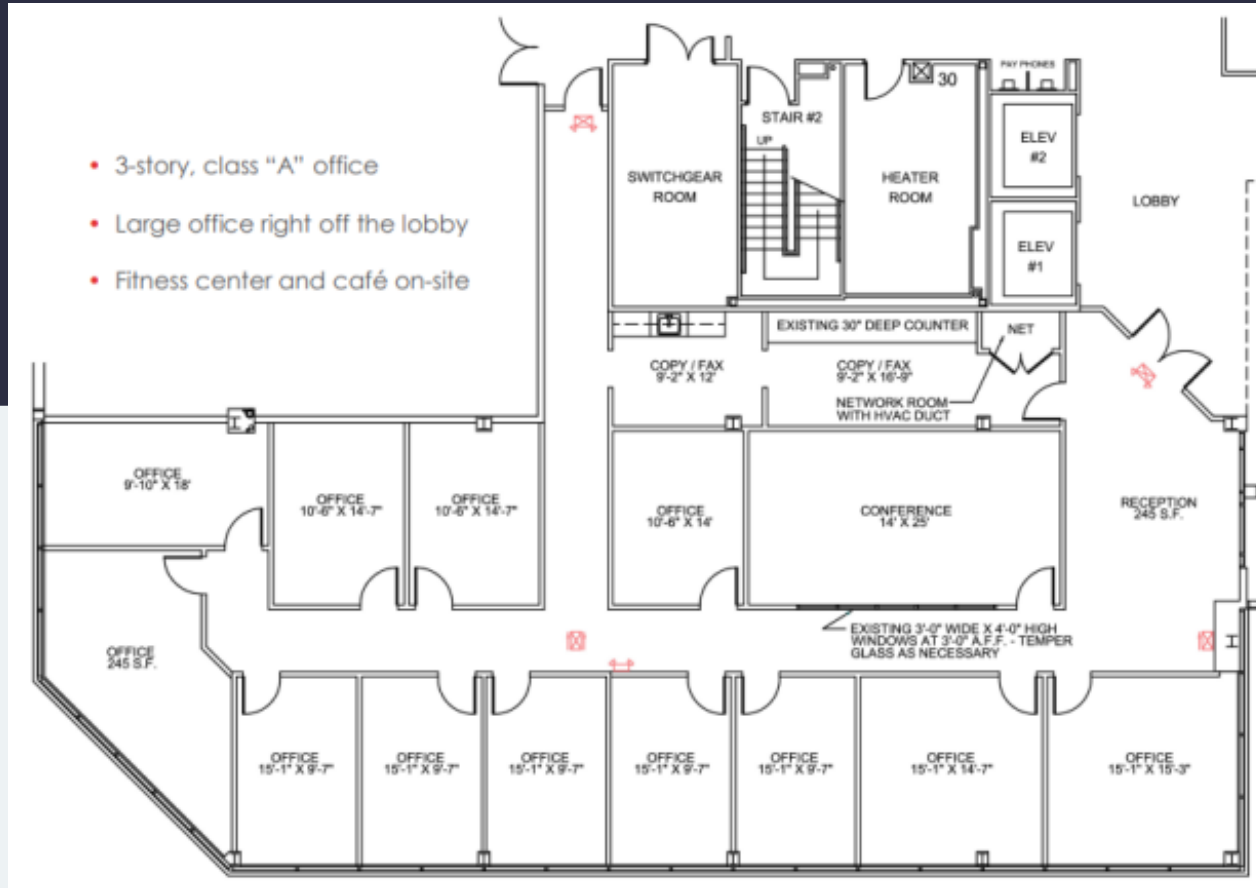 • 3-story, class “A” office
• Large office right off the lobby
• Fitness center and café on-site
PAY PHONES
30
ELEV
#2
STAIR #2
UP
SWITCHGEAR
ROOM
HEATER
ROOM
LOBBY
ELEV
#1
EXISTING 30" DEEP COUNTER
NET
COPY / FAX
9'-2" X 12'
COPY / FAX
9'-2" X 16'-9"
NETWORK ROOM
WITH HVAC DUCT
OFFICE
9'-10" X 18'
OFFICE
10'-6" X 14'-7"
OFFICE
10'-6" X 14'-7"
OFFICE
10'-6" X 14'
CONFERENCE
14' X 25'
RECEPTION
245 S.F.
EXISTING 3'-0" WIDE X 4'-0" HIGH
WINDOWS AT 3'-0" A.F.F. - TEMPER
GLASS AS NECESSARY
OFFICE
245 S.F.
OFFICE
15'-1" X 9'-7"
OFFICE
15'-1" X 9'-7"
OFFICE
15'-1" X 9'-7"
OFFICE
15'-1" X 9'-7"
OFFICE
15'-1" X 9'-7"
OFFICE
15'-1" X 14'-7"
OFFICE
15'-1" X 15'-3"